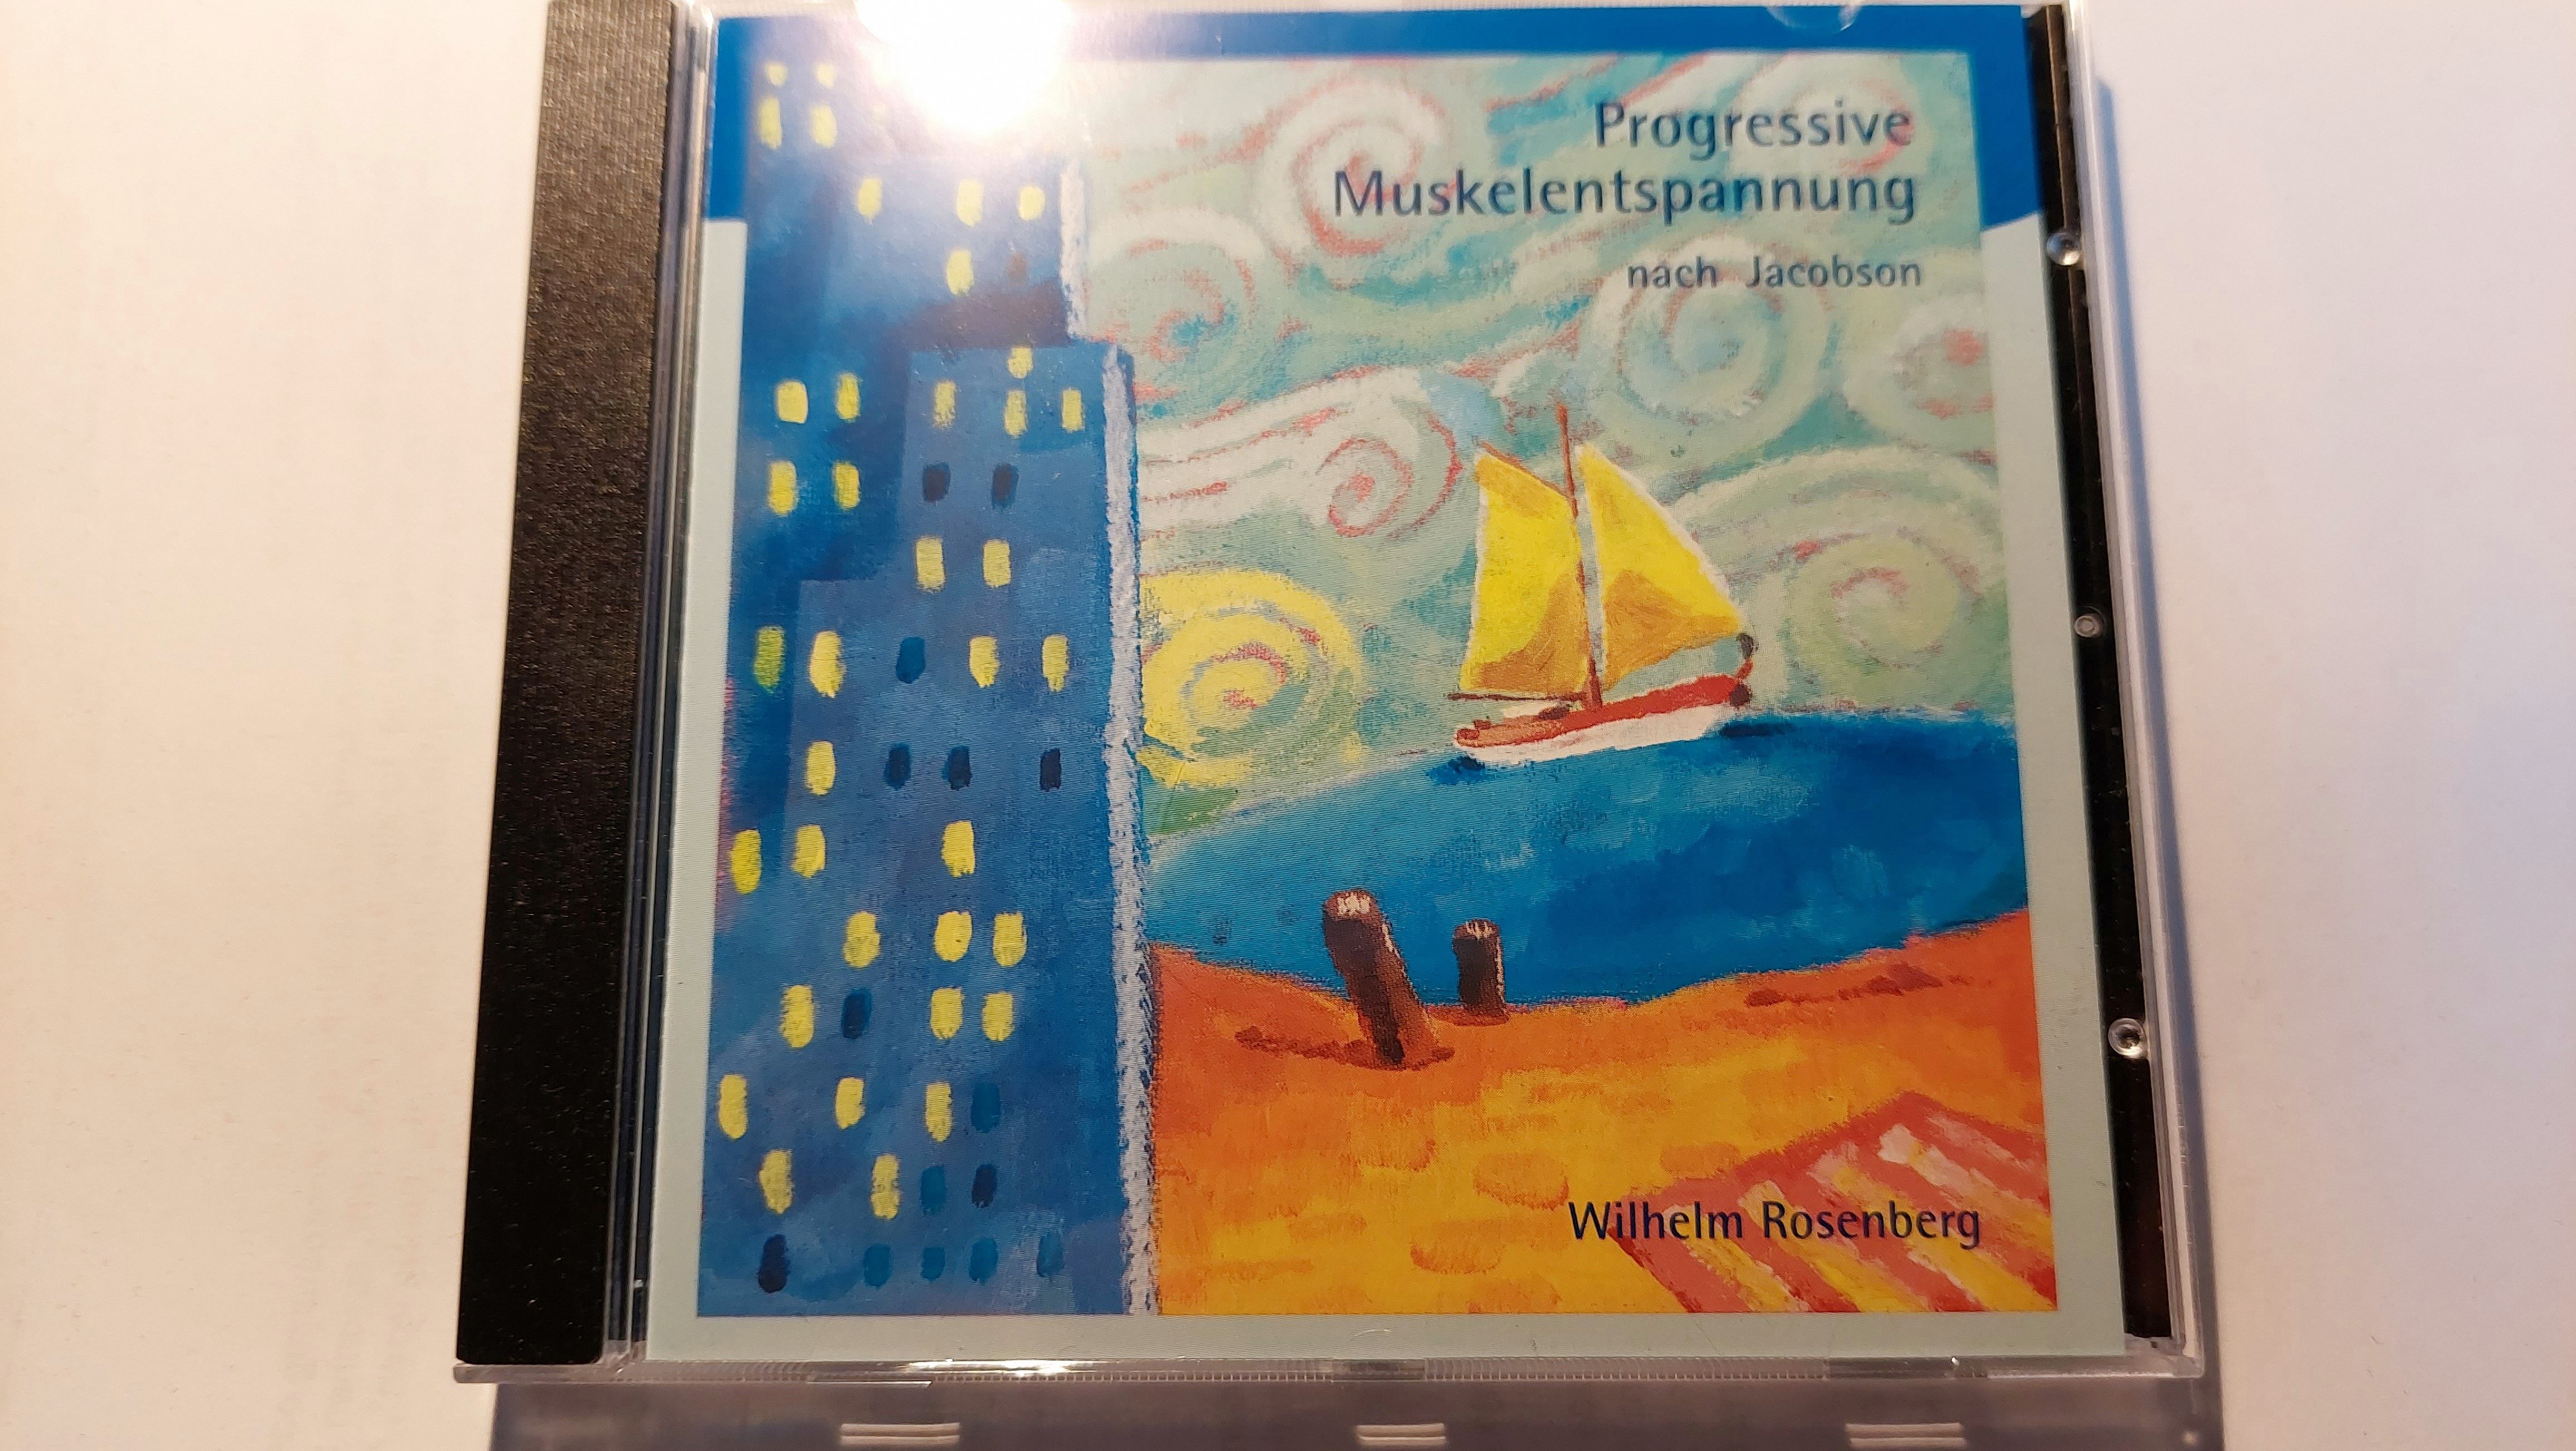 Progressive
Muskelentspannung
nach Jacobson
Wilhelm Rosenberg